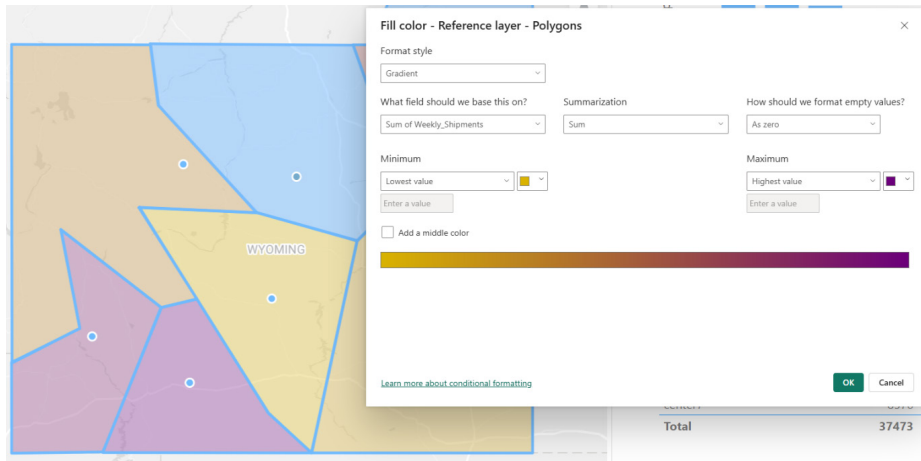 Fill color - Reference layer - Polygons
Format style
Gradient
What field should we base this on?
Summarization
How should we format empty values?
Sum of Weekly_Shipments
Sum
As zero
Minimum
Maximum
Lowest value
Highest value
Enter a value
Enter a value
Add a middle color
WYOMING
Learn more about conditional formatting
OK
Cancel
Total
37473